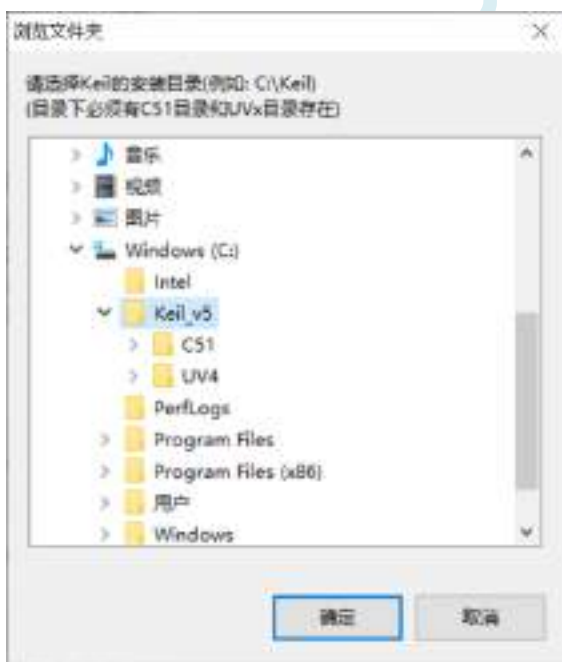 浏览文件夹
请选择Keil的安装目录(例如: C:\Keil)
(目录下必须有C51目录和UVx目录存在)
音乐
视频
图片
Windows (C:)
Intel
Keil_v5
C51
UV4
PerfLogs
Program Files
Program Files (x86)
用户
Windows
确定
取消